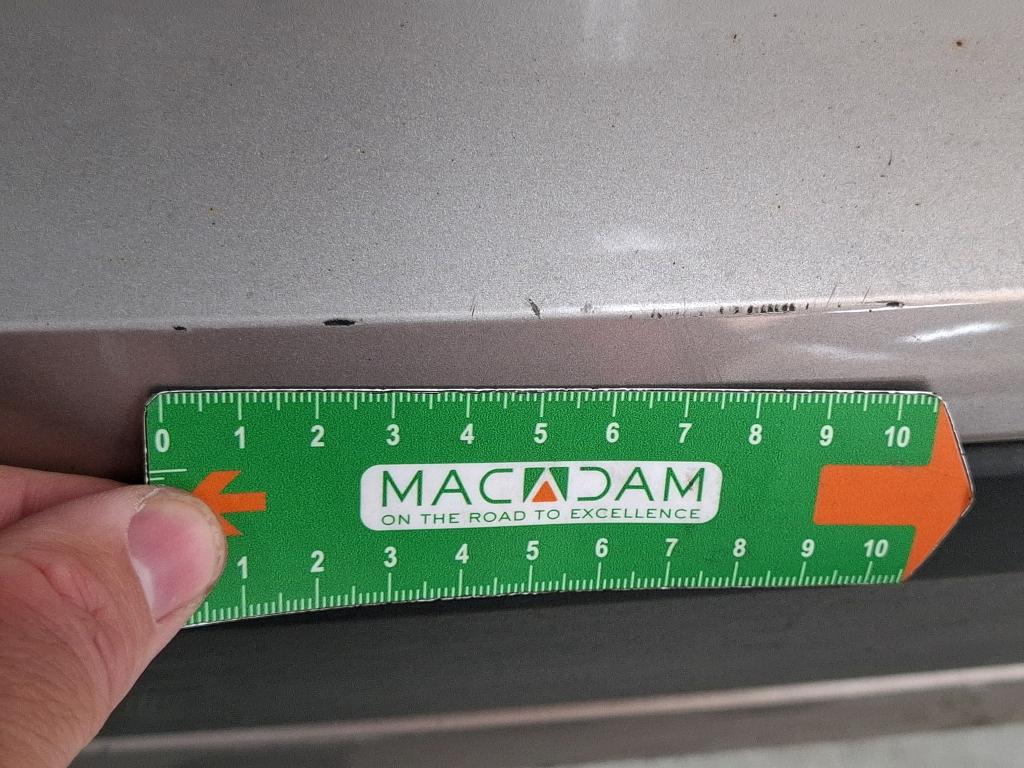 0 1 2 3 4 5 6 7 8 9 10
MACADAM
ON THE ROAD TO EXCELLENCE
1 2 3 4 5 6 7 8 9 10